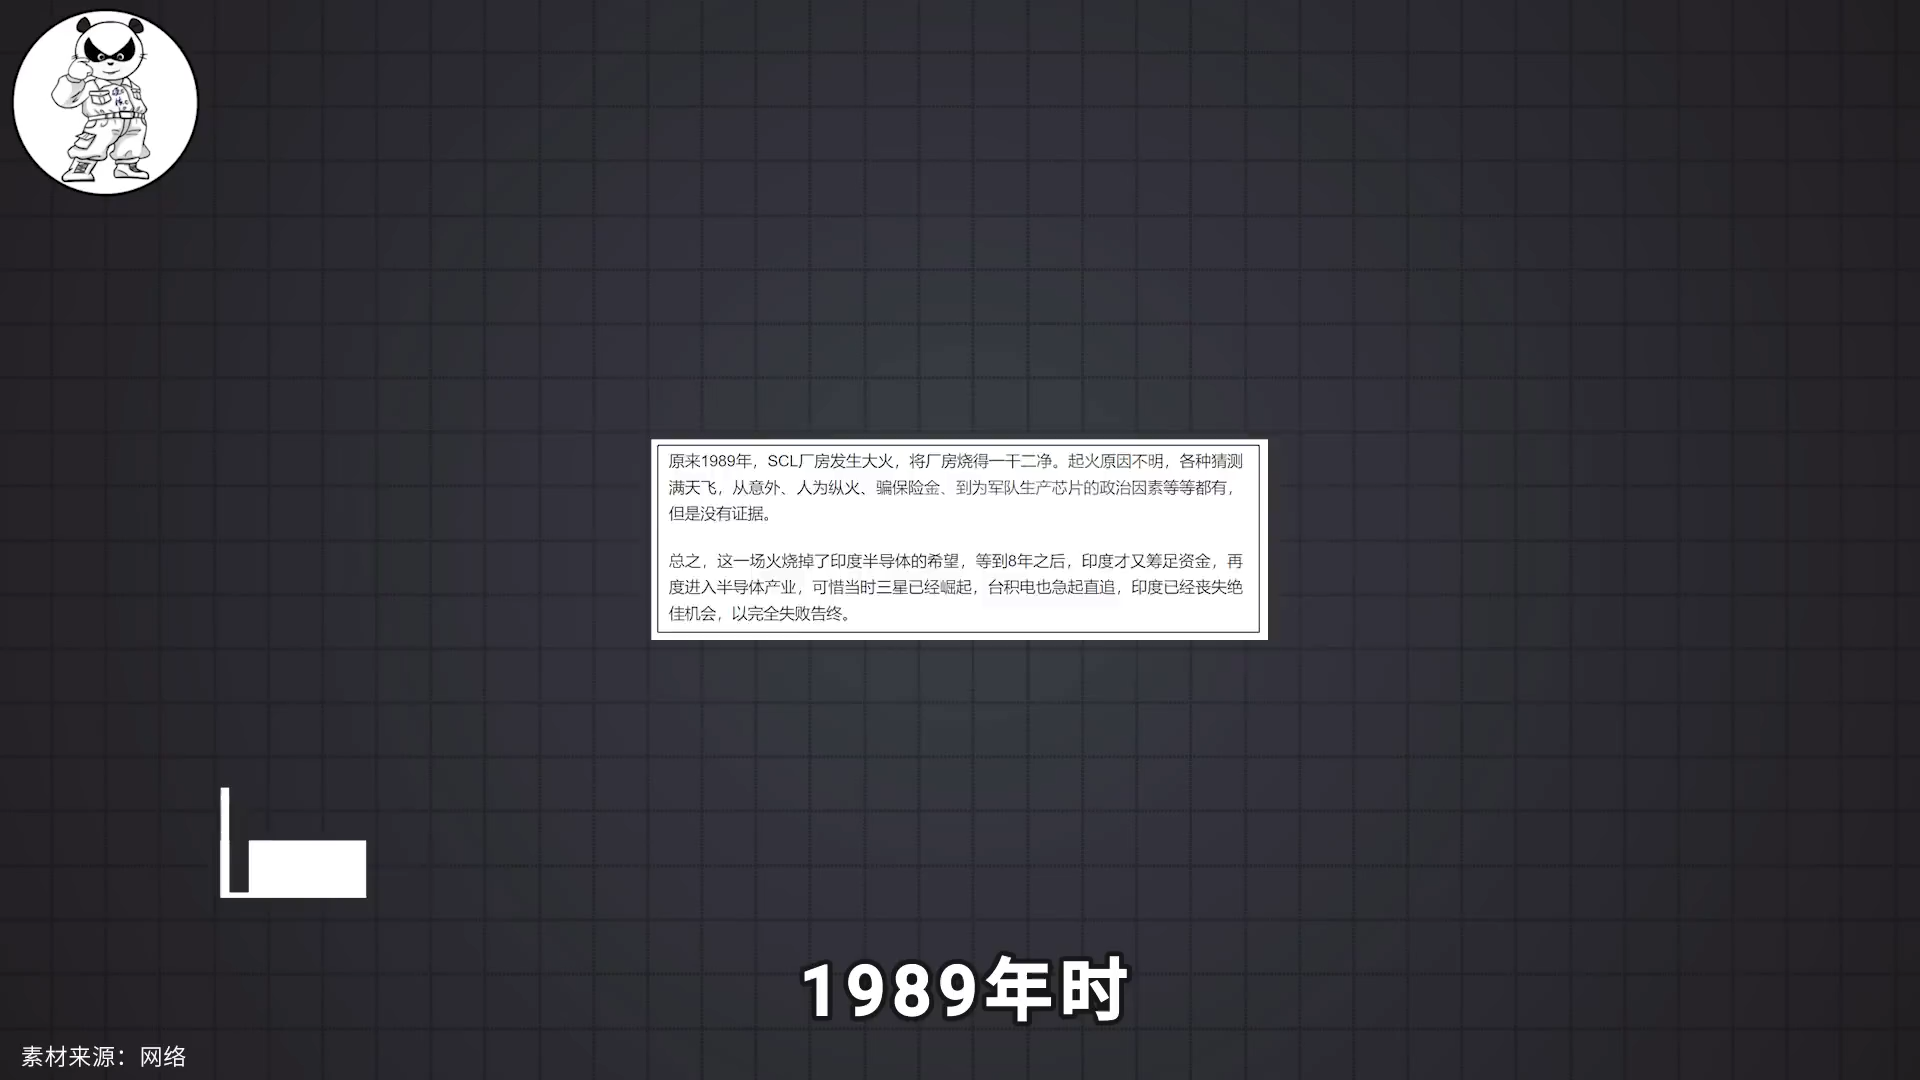 原来1989年，SCL厂房发生大火，将厂房烧得一干二净。起火原因不明，各种猜测
满天飞，从意外、人为纵火、骗保险金、到为军队生产芯片的政治因素等等都有，
但是没有证据。
总之，这一场火烧掉了印度半导体的希望，等到8年之后，印度才又筹足资金，再
度进入半导体产业，可惜当时三星已经崛起，台积电也急起直追，印度已经丧失绝
佳机会，以完全失败告终。
1989年时
素材来源：网络